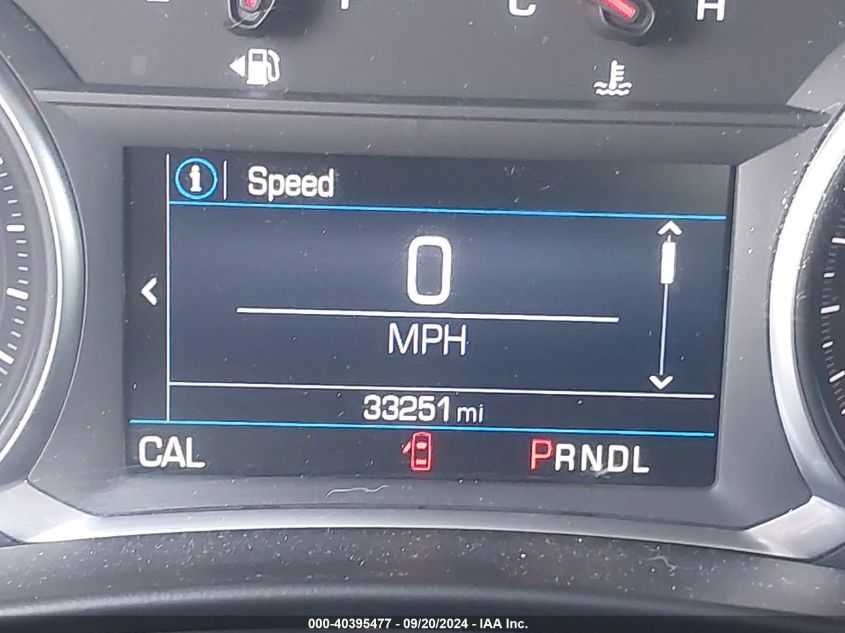 F C H
Speed
0
MPH
33251 mi
CAL PRNDL
000-40395477 - 09/20/2024 - IAA Inc.